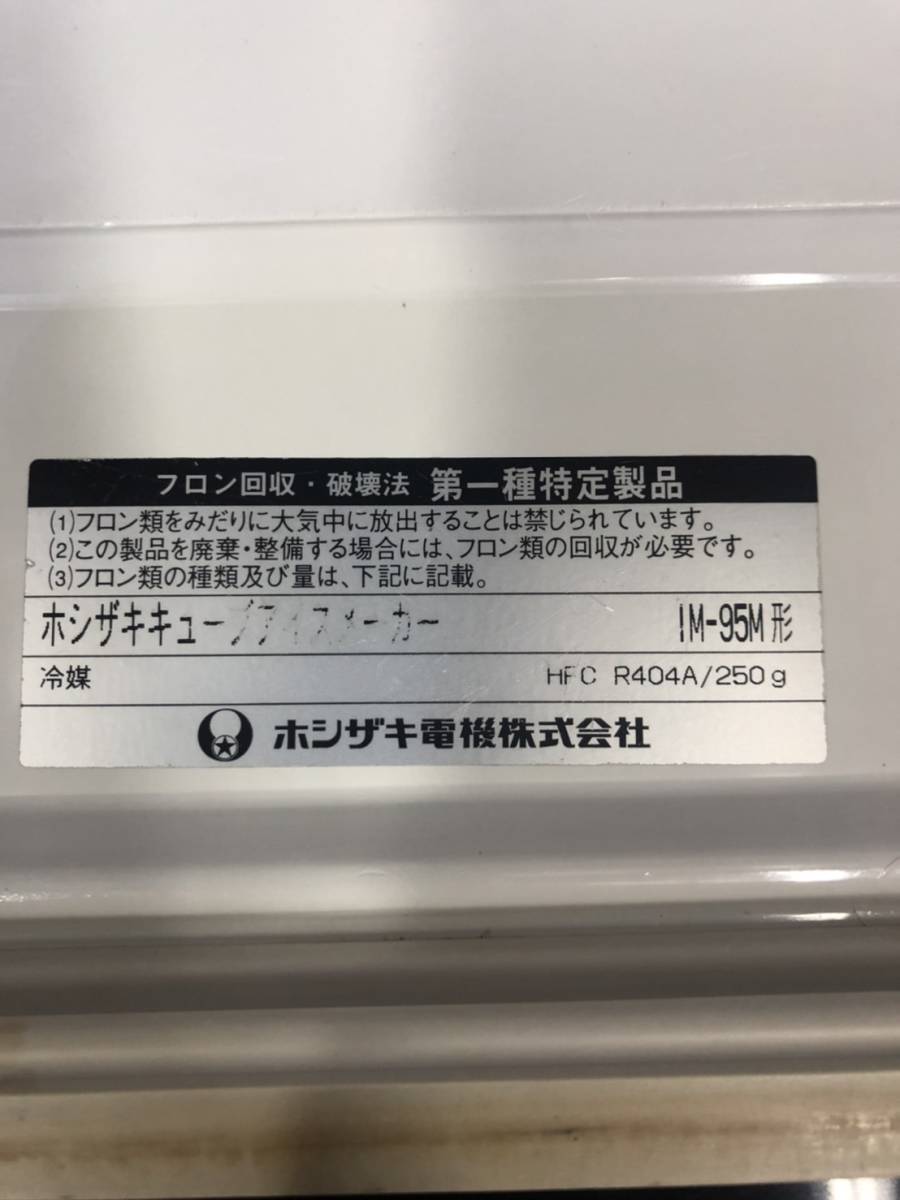 フロン回収・破壊法 第一種特定製品
(1)フロン類をみだりに大気中に放出することは禁じられています。
(2)この製品を廃棄・整備する場合には、フロン類の回収が必要です。
(3)フロン類の種類及び量は、下記に記載。
ホシザキキューブアイスメーカー IM-95M形
冷媒 HFC R404A/250g
ホシザキ電機株式会社